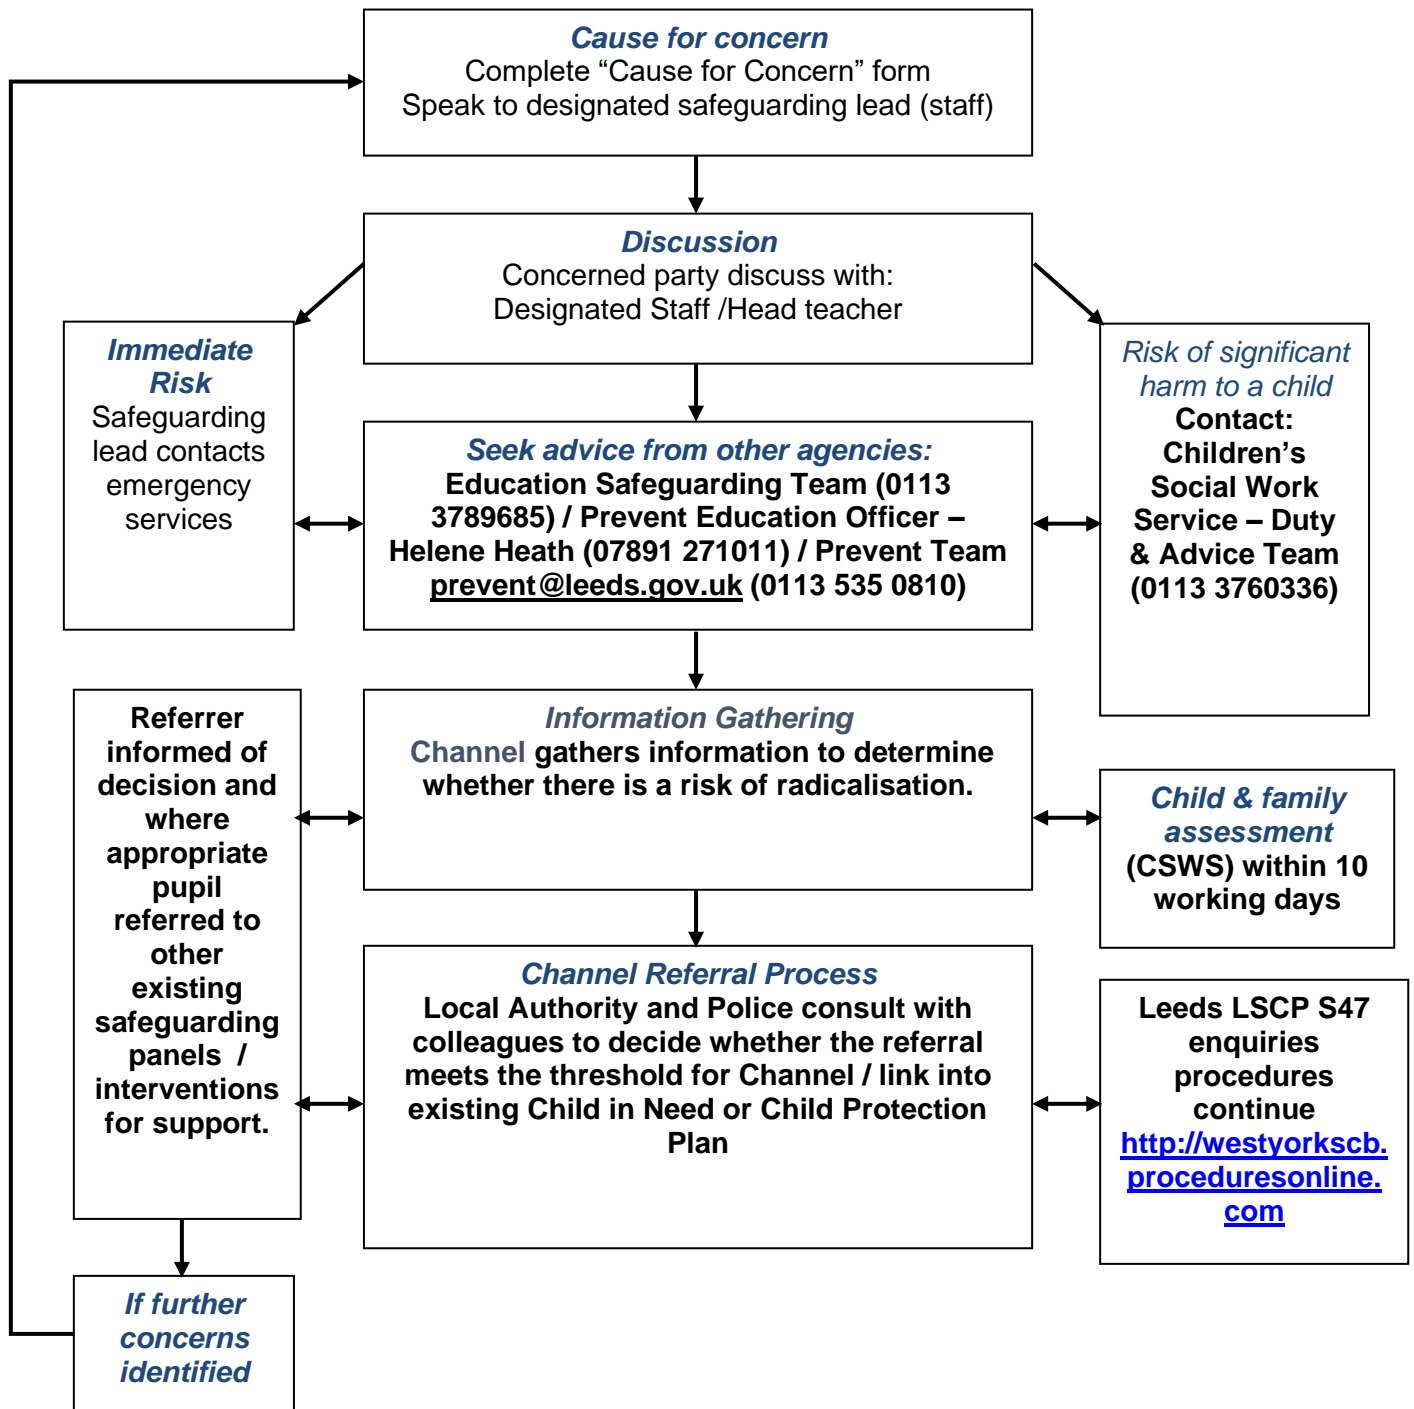 Cause for concern
Complete “Cause for Concern” form
Speak to designated safeguarding lead (staff)
Discussion
Concerned party discuss with:
Designated Staff /Head teacher
Immediate
Risk
Safeguarding
lead contacts
emergency
services
Seek advice from other agencies:
Education Safeguarding Team (0113
3789685) / Prevent Education Officer –
Helene Heath (07891 271011) / Prevent Team
prevent@leeds.gov.uk (0113 535 0810)
Risk of significant
harm to a child
Contact:
Children’s
Social Work
Service – Duty
& Advice Team
(0113 3760336)
Referrer
informed of
decision and
where
appropriate
pupil
referred to
other
existing
safeguarding
panels /
interventions
for support.
Information Gathering
Channel gathers information to determine
whether there is a risk of radicalisation.
Child & family
assessment
(CSWS) within 10
working days
Channel Referral Process
Local Authority and Police consult with
colleagues to decide whether the referral
meets the threshold for Channel / link into
existing Child in Need or Child Protection
Plan
Leeds LSCP S47
enquiries
procedures
continue
http://westyorkscb.
proceduresonline.
com
If further
concerns
identified